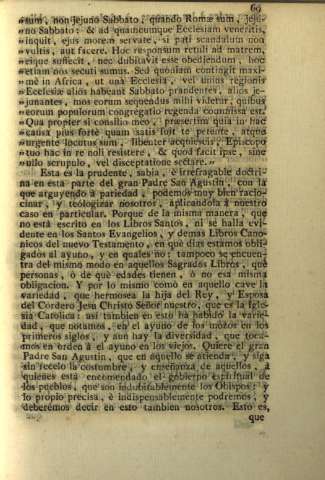 69
„sum, non jejuno Sabbato, quando Romæ sum, jeju-
„no Sabbato: & ad quamcumque Ecclesiam veneritis,
„inquit, ejus morem servate, si pati scandalum non
„vultis, aut facere. Hoc responsum retuli ad matrem,
„eique suffecit, nec dubitavit esse obediendum, hoc
„etiam nos secuti sumus. Sed quoniam contingit maxi-
„mè in Africa, ut una Ecclesia, vel unius regionis
„Ecclesiæ alios habeant Sabbato prandentes, alios je-
„junantes, mos eorum sequendus mihi videtur, quibus
„eorum populorum congregatio regenda commissa est.
„Qua propter si consilio meo, præsertim quia in hac
„causa plus fortè quam satis fuit te petente, atque
„urgente locutus sum, libenter acquiescis, Episcopo
„tuo hac in re noli resistere, & quod facit ipse, sine
„ullo scrupulo, vel disceptatione sectare.”
Esta es la prudente, sabia, è irrefragable doctri-
na en esta parte del gran Padre San Agustin, con la
que arguyendo à pariedad, podemos muy bien racio-
cinar, y teologizar nosotros, aplicandola à nuestro
caso en particular. Porque de la misma manera, que
no está escrito en los Libros Santos, ni se halla evi-
dente en los Santos Evangelios, y demas Libros Cano-
nicos del nuevo Testamento, en què dias estamos obli-
gados al ayuno, y en quales no: tampoco se encuen-
tra del mismo modo en aquellos Sagrados Libros, què
personas, ò de què edades tienen, ò no esa misma
obligacion. Y por lo mismo como en aquello cave la
variedad, que hermosea la hija del Rey, y Esposa
del Cordero Jesu Christo Señor nuestro, que es la Igle-
sia Catolica: asi tambien en esto ha habido la varie-
dad, que notamos, en el ayuno de los mozos en los
primeros siglos, y aun hay la diversidad, que toca-
mos en orden à el ayuno en los viejos. Quiere el gran
Padre San Agustin, que en aquello se atienda, y siga
sin recelo la costumbre, y enseñanza de aquellos, à
quienes está encomendado el gobierno espiritual de
los pueblos, que son indubitablemente los Obispos: y
lo propio precisa, è indispensablemente podremos, y
deberémos decir en esto tambien nosotros. Esto es,
que